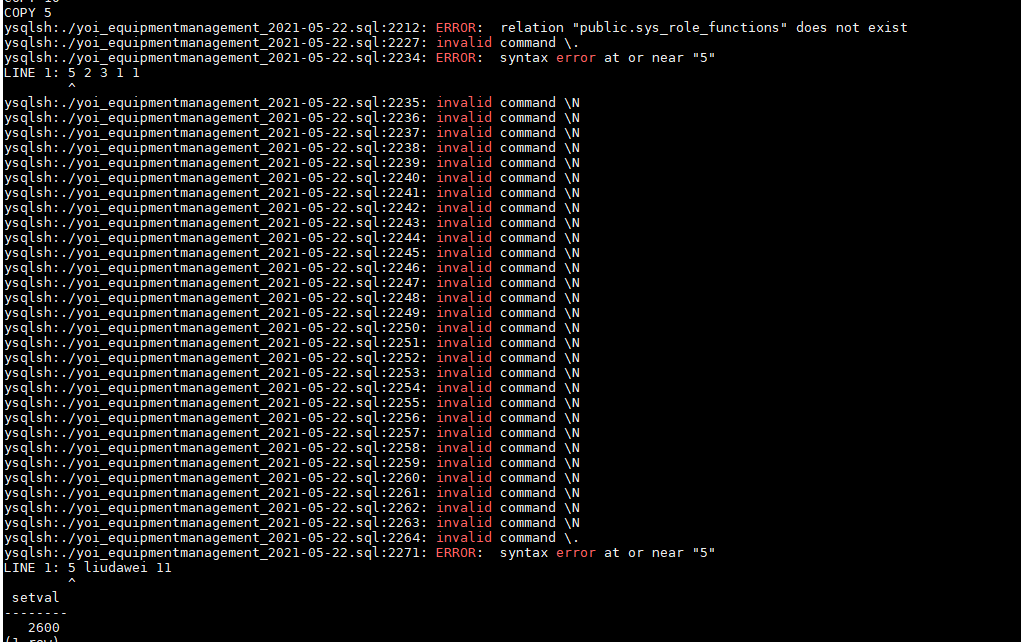 COPY 10
COPY 5
ysqlsh:./yoi_equipmentmanagement_2021-05-22.sql:2212: ERROR:  relation "public.sys_role_functions" does not exist
ysqlsh:./yoi_equipmentmanagement_2021-05-22.sql:2227: invalid command \.
ysqlsh:./yoi_equipmentmanagement_2021-05-22.sql:2234: ERROR:  syntax error at or near "5"
LINE 1: 5 2 3 1 1
        ^
ysqlsh:./yoi_equipmentmanagement_2021-05-22.sql:2235: invalid command \N
ysqlsh:./yoi_equipmentmanagement_2021-05-22.sql:2236: invalid command \N
ysqlsh:./yoi_equipmentmanagement_2021-05-22.sql:2237: invalid command \N
ysqlsh:./yoi_equipmentmanagement_2021-05-22.sql:2238: invalid command \N
ysqlsh:./yoi_equipmentmanagement_2021-05-22.sql:2239: invalid command \N
ysqlsh:./yoi_equipmentmanagement_2021-05-22.sql:2240: invalid command \N
ysqlsh:./yoi_equipmentmanagement_2021-05-22.sql:2241: invalid command \N
ysqlsh:./yoi_equipmentmanagement_2021-05-22.sql:2242: invalid command \N
ysqlsh:./yoi_equipmentmanagement_2021-05-22.sql:2243: invalid command \N
ysqlsh:./yoi_equipmentmanagement_2021-05-22.sql:2244: invalid command \N
ysqlsh:./yoi_equipmentmanagement_2021-05-22.sql:2245: invalid command \N
ysqlsh:./yoi_equipmentmanagement_2021-05-22.sql:2246: invalid command \N
ysqlsh:./yoi_equipmentmanagement_2021-05-22.sql:2247: invalid command \N
ysqlsh:./yoi_equipmentmanagement_2021-05-22.sql:2248: invalid command \N
ysqlsh:./yoi_equipmentmanagement_2021-05-22.sql:2249: invalid command \N
ysqlsh:./yoi_equipmentmanagement_2021-05-22.sql:2250: invalid command \N
ysqlsh:./yoi_equipmentmanagement_2021-05-22.sql:2251: invalid command \N
ysqlsh:./yoi_equipmentmanagement_2021-05-22.sql:2252: invalid command \N
ysqlsh:./yoi_equipmentmanagement_2021-05-22.sql:2253: invalid command \N
ysqlsh:./yoi_equipmentmanagement_2021-05-22.sql:2254: invalid command \N
ysqlsh:./yoi_equipmentmanagement_2021-05-22.sql:2255: invalid command \N
ysqlsh:./yoi_equipmentmanagement_2021-05-22.sql:2256: invalid command \N
ysqlsh:./yoi_equipmentmanagement_2021-05-22.sql:2257: invalid command \N
ysqlsh:./yoi_equipmentmanagement_2021-05-22.sql:2258: invalid command \N
ysqlsh:./yoi_equipmentmanagement_2021-05-22.sql:2259: invalid command \N
ysqlsh:./yoi_equipmentmanagement_2021-05-22.sql:2260: invalid command \N
ysqlsh:./yoi_equipmentmanagement_2021-05-22.sql:2261: invalid command \N
ysqlsh:./yoi_equipmentmanagement_2021-05-22.sql:2262: invalid command \N
ysqlsh:./yoi_equipmentmanagement_2021-05-22.sql:2263: invalid command \N
ysqlsh:./yoi_equipmentmanagement_2021-05-22.sql:2264: invalid command \.
ysqlsh:./yoi_equipmentmanagement_2021-05-22.sql:2271: ERROR:  syntax error at or near "5"
LINE 1: 5 liudawei 11
        ^
 setval
--------
   2600
(1 row)